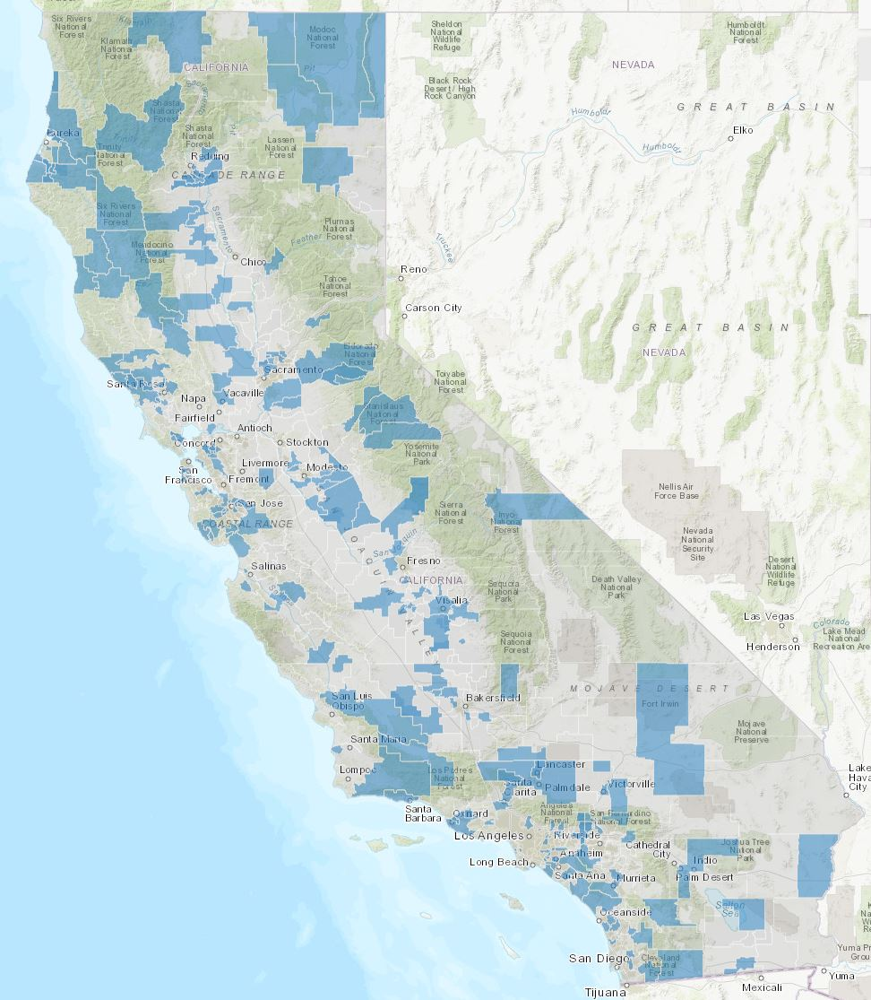 Six Rivers
National
Forest
Klamath
National
Forest
Modoc
National
Forest
Sheldon
National
Wildlife
Refuge
Humboldt
National
Forest
CALIFORNIA
Pit
NEVADA
Black Rock
Desert / High
Rock Canyon
GREAT BASIN
Humboldt
Humboldt
Elko
Shasta
National
Forest
Eureka
Shasta
National
Forest
Lassen
National
Forest
Trinity
National
Forest
Redding
CASCADE RANGE
Six Rivers
National
Forest
Sacramento
Plumas
National
Forest
Feather
Mendocino
National
Forest
Chico
Truckee
Reno
Tahoe
National
Forest
Carson City
GREAT BASIN
NEVADA
Eldorado
National
Forest
Sacramento
Santa Rosa
Toiyabe
National
Forest
Napa
Vacaville
Fairfield
Stanislaus
National
Forest
Antioch
Concord
Stockton
Yosemite
National
Park
Livermore
Modesto
San
Francisco
Fremont
San Jose
COASTAL RANGE
Sierra
National
Forest
Inyo
National
Forest
Nellis Air
Force Base
Nevada
National
Security
Site
San Joaquin
Fresno
Salinas
CALIFORNIA
Desert
National
Wildlife
Refuge
Visalia
Sequoia
National
Park
Death Valley
National
Park
Las Vegas
Henderson
Colorado
Lake Mead
National
Recreation Are
Sequoia
National
Forest
MOJAVE DESERT
San Luis
Obispo
Bakersfield
Fort Irwin
Mojave
National
Preserve
Santa Maria
Lompoc
Los Padres
National
Forest
Lancaster
Lake
Hava
City
Santa
Clarita
Palmdale
Victorville
Santa
Barbara
Oxnard
Angeles
National
Forest
San Bernardino
National Forest
Los Angeles
Riverside
Cathedral
City
Joshua Tree
National
Park
Anaheim
Long Beach
Indio
Santa Ana
Murrieta
Palm Desert
Oceanside
Salton
Sea
San Diego
Cleveland
National
Forest
Yuma Pro
Grou
Yuma
Mexicali
Tijuana